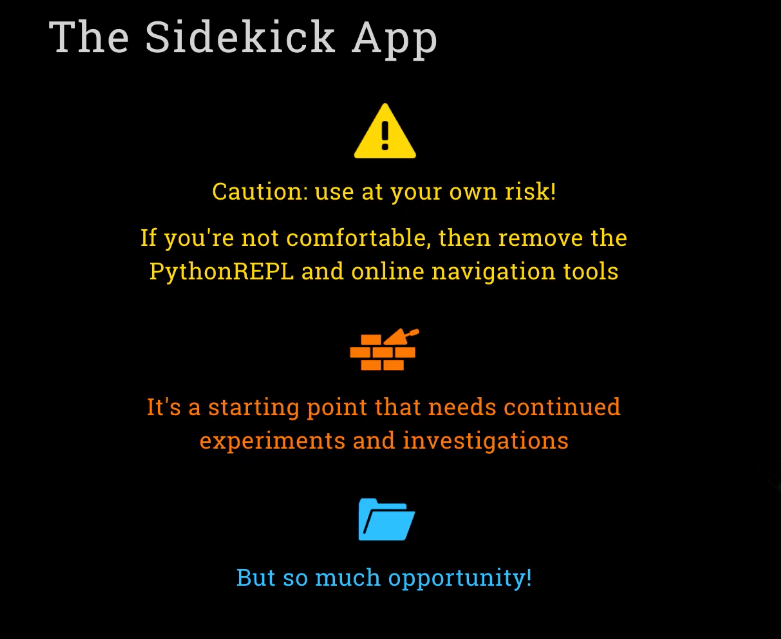 The Sidekick App
Caution: use at your own risk!
If you're not comfortable, then remove the
PythonREPL and online navigation tools
It's a starting point that needs continued
experiments and investigations
But so much opportunity!